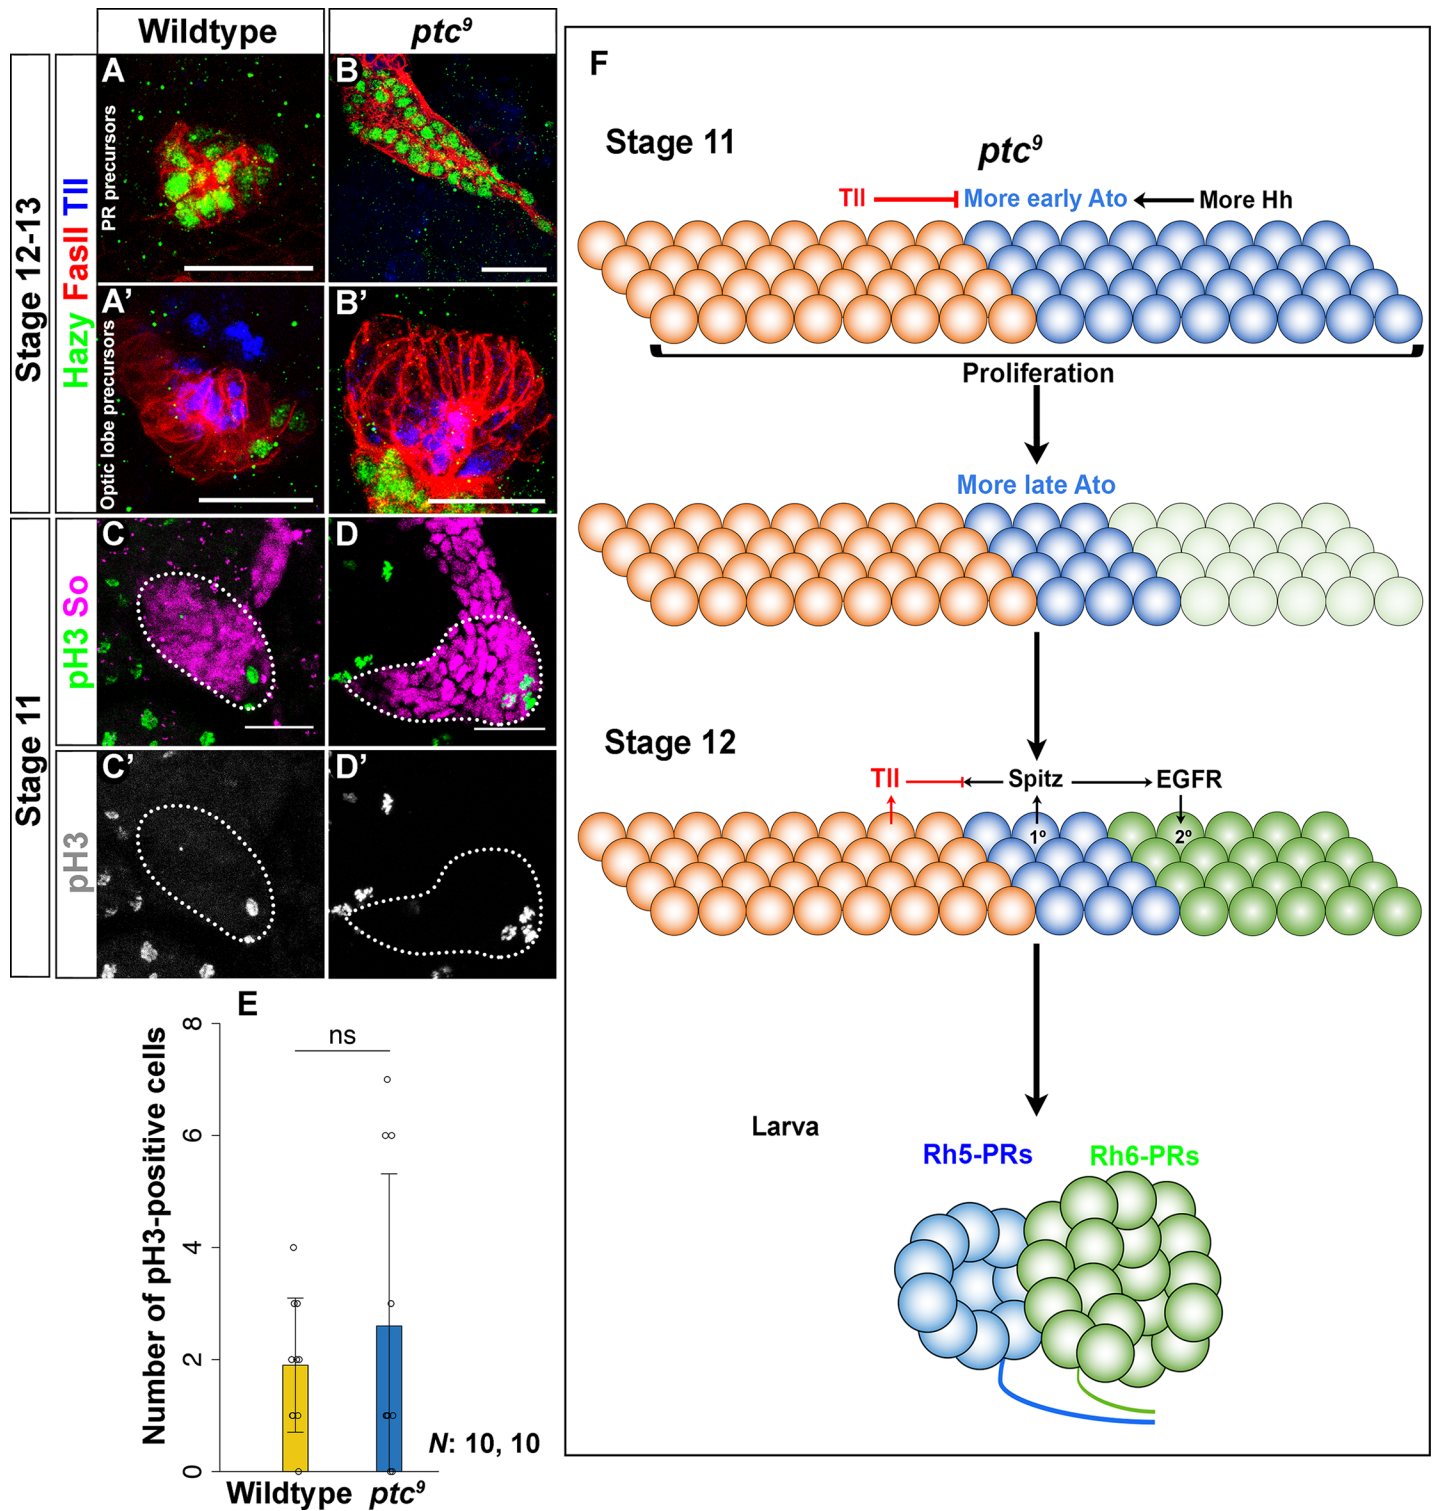 Wildtype
ptc⁹
Stage 12-13
Hazy FasII Tll
PR precursors
A
B
Optic lobe precursors
A’
B’
Stage 11
pH3 So
C
D
pH3
C’
D’
E
Number of pH3-positive cells
8
6
4
2
0
ns
N: 10, 10
Wildtype ptc⁹
F
Stage 11
ptc⁹
Tll More early Ato More Hh
Proliferation
More late Ato
Stage 12
Tll Spitz EGFR
1º 2º
Larva
Rh5-PRs Rh6-PRs